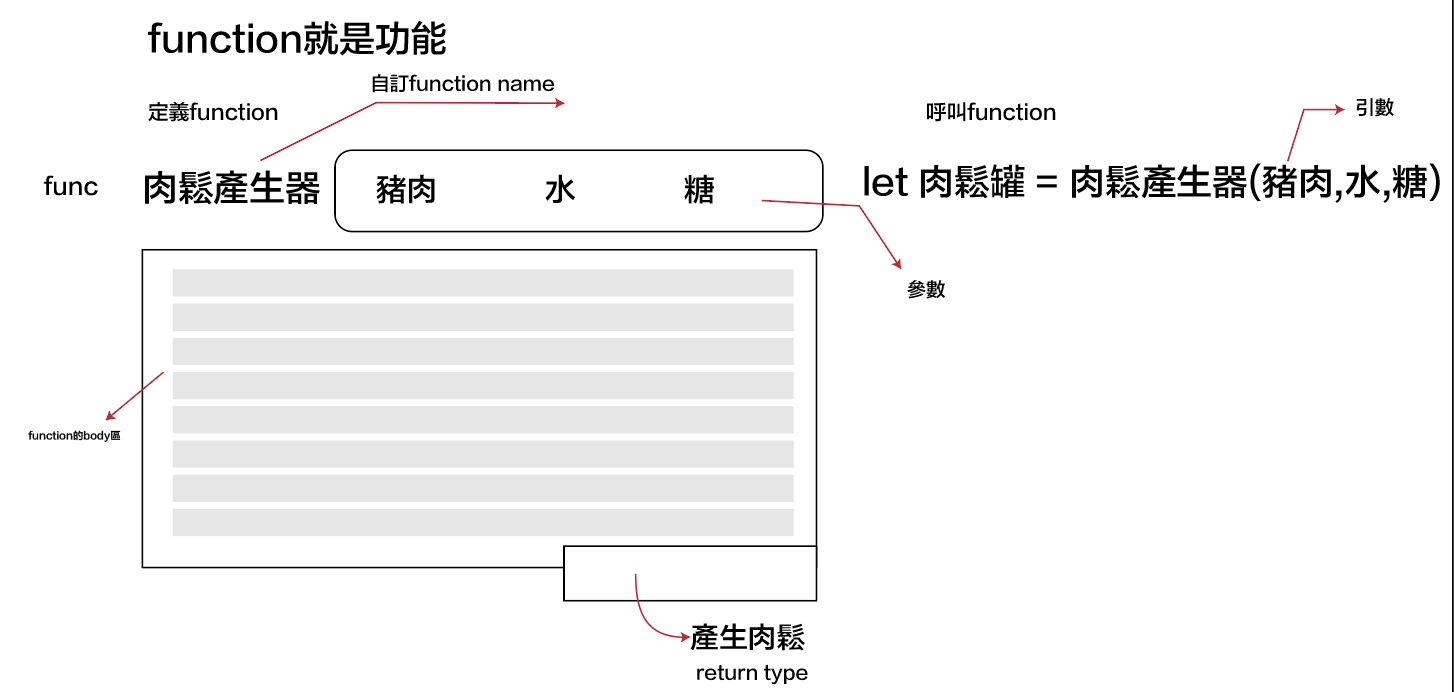 function就是功能
自訂function name
定義function
呼叫function
引數
func
肉鬆產生器
豬肉 水 糖
let 肉鬆罐 = 肉鬆產生器(豬肉,水,糖)
參數
function的body區
產生肉鬆
return type